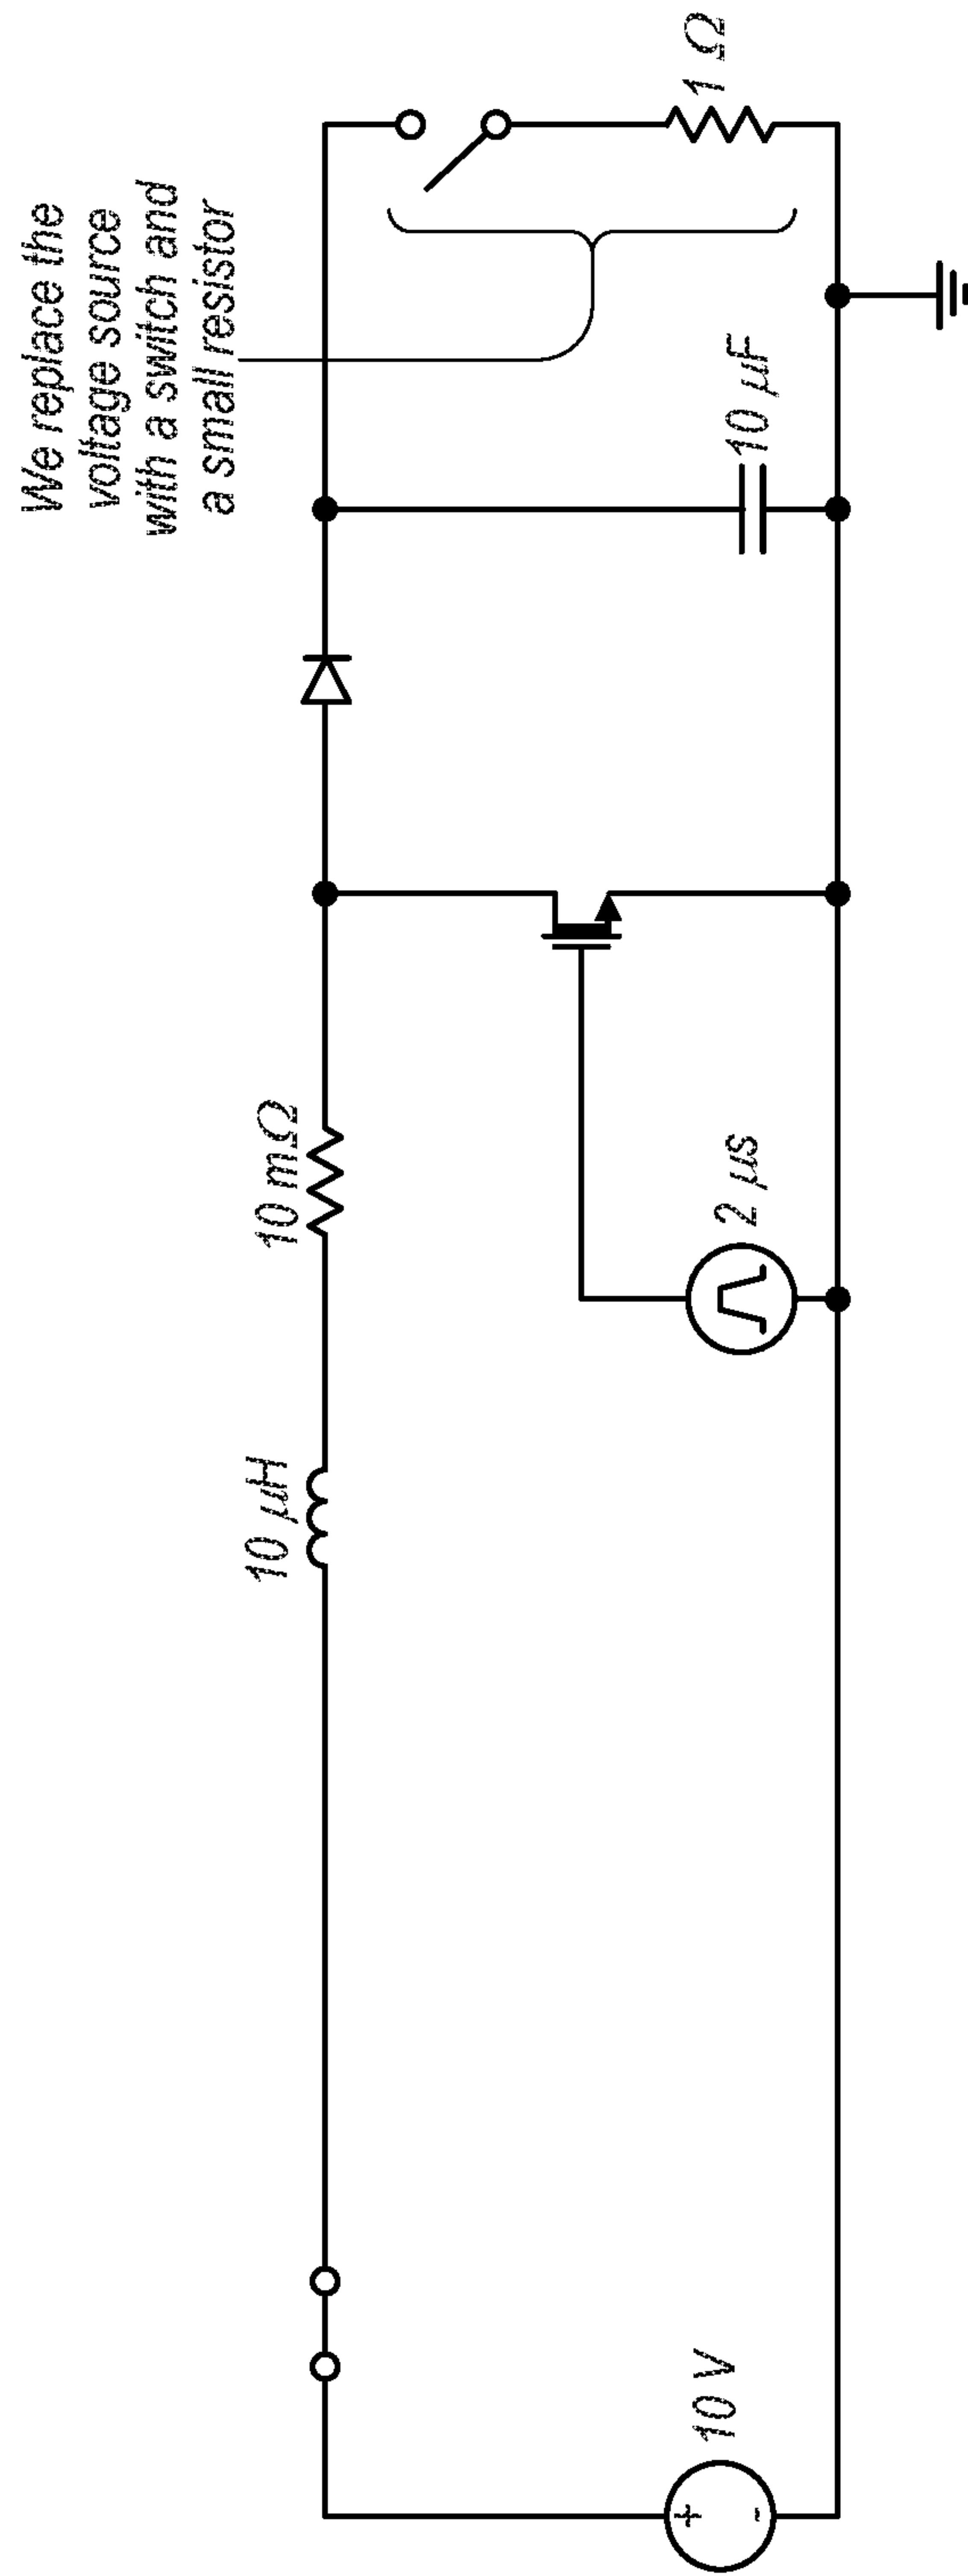 We replace the
voltage source
with a switch and
a small resistor
10 V
+
-
10 μH
10 mΩ
2 μs
10 μF
1 Ω